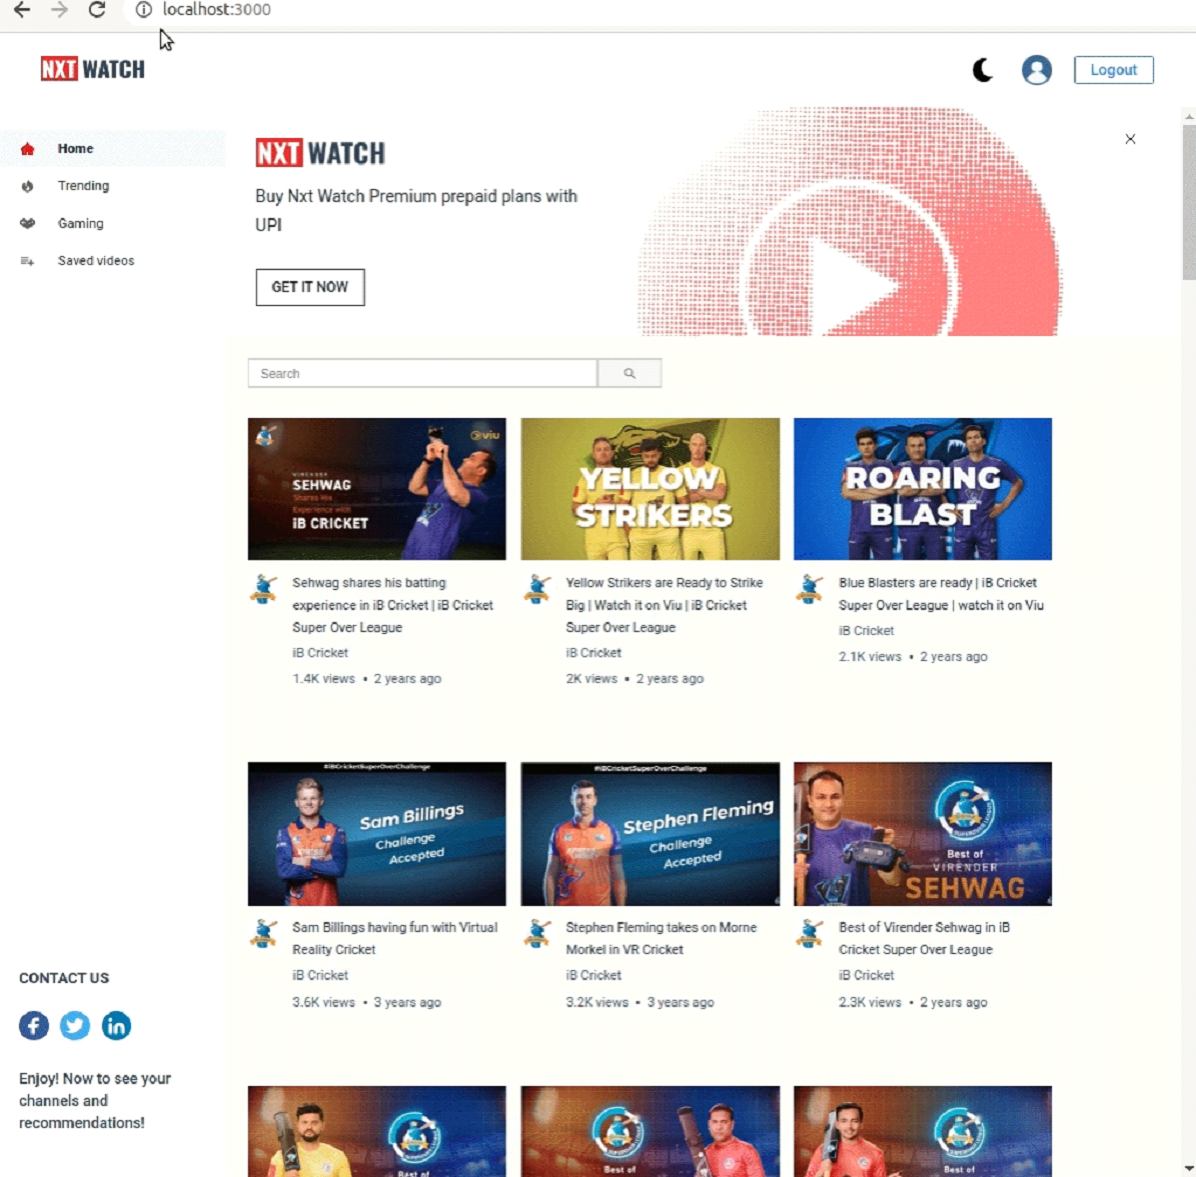 localhost:3000
NXT WATCH
Logout
Home
Trending
Gaming
Saved videos
NXT WATCH
Buy Nxt Watch Premium prepaid plans with
UPI
GET IT NOW
Search
viu
VIRENDER
SEHWAG
Shares His
Experience with
iB CRICKET
YELLOW
STRIKERS
ROARING
BLAST
Sehwag shares his batting
experience in iB Cricket | iB Cricket
Super Over League
iB Cricket
1.4K views • 2 years ago
Yellow Strikers are Ready to Strike
Big | Watch it on Viu | iB Cricket
Super Over League
iB Cricket
2K views • 2 years ago
Blue Blasters are ready | iB Cricket
Super Over League | watch it on Viu
iB Cricket
2.1K views • 2 years ago
#iBCricketSuperOverChallenge
Sam Billings
Challenge
Accepted
#iBCricketSuperOverChallenge
Stephen Fleming
Challenge
Accepted
Best of
VIRENDER
SEHWAG
Sam Billings having fun with Virtual
Reality Cricket
iB Cricket
3.6K views • 3 years ago
Stephen Fleming takes on Morne
Morkel in VR Cricket
iB Cricket
3.2K views • 3 years ago
Best of Virender Sehwag in iB
Cricket Super Over League
iB Cricket
2.3K views • 2 years ago
CONTACT US
Enjoy! Now to see your
channels and
recommendations!
Best of
Best of
Best of